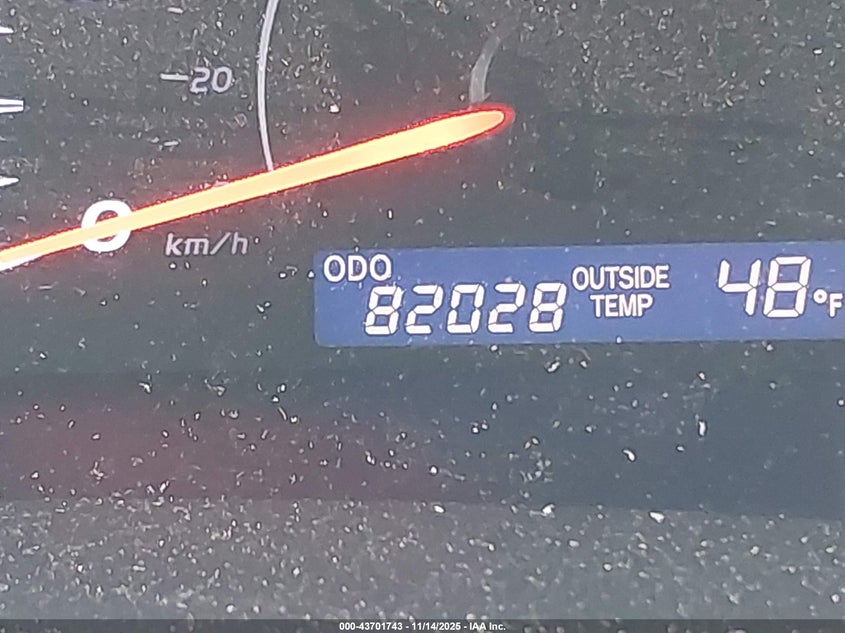 20
0
km/h
ODO
82028
OUTSIDE
TEMP
48°F
000-43701743 - 11/14/2025 - IAA Inc.